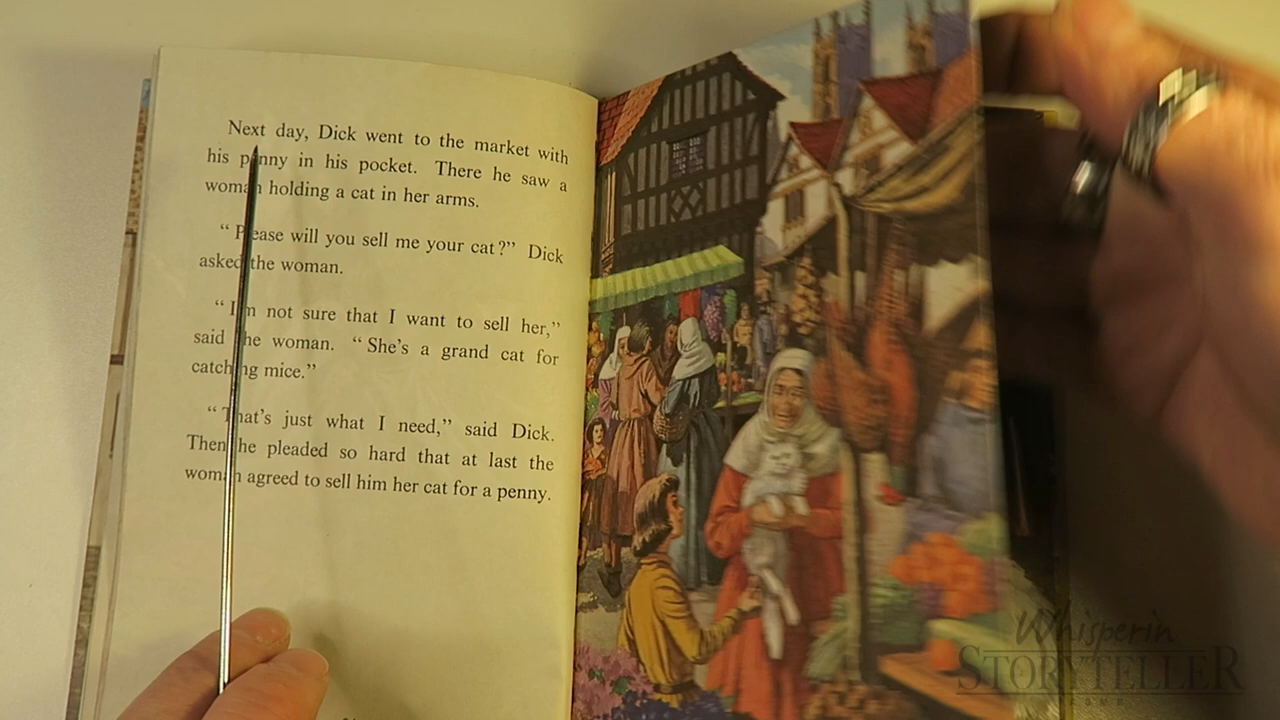 Next day, Dick went to the market with
his penny in his pocket. There he saw a
woman holding a cat in her arms.
“ Please will you sell me your cat?” Dick
asked the woman.
“ I'm not sure that I want to sell her,”
said the woman. “ She's a grand cat for
catching mice.”
“ That's just what I need,” said Dick.
Then he pleaded so hard that at last the
woman agreed to sell him her cat for a penny.
Whisperin
STORYTELLER